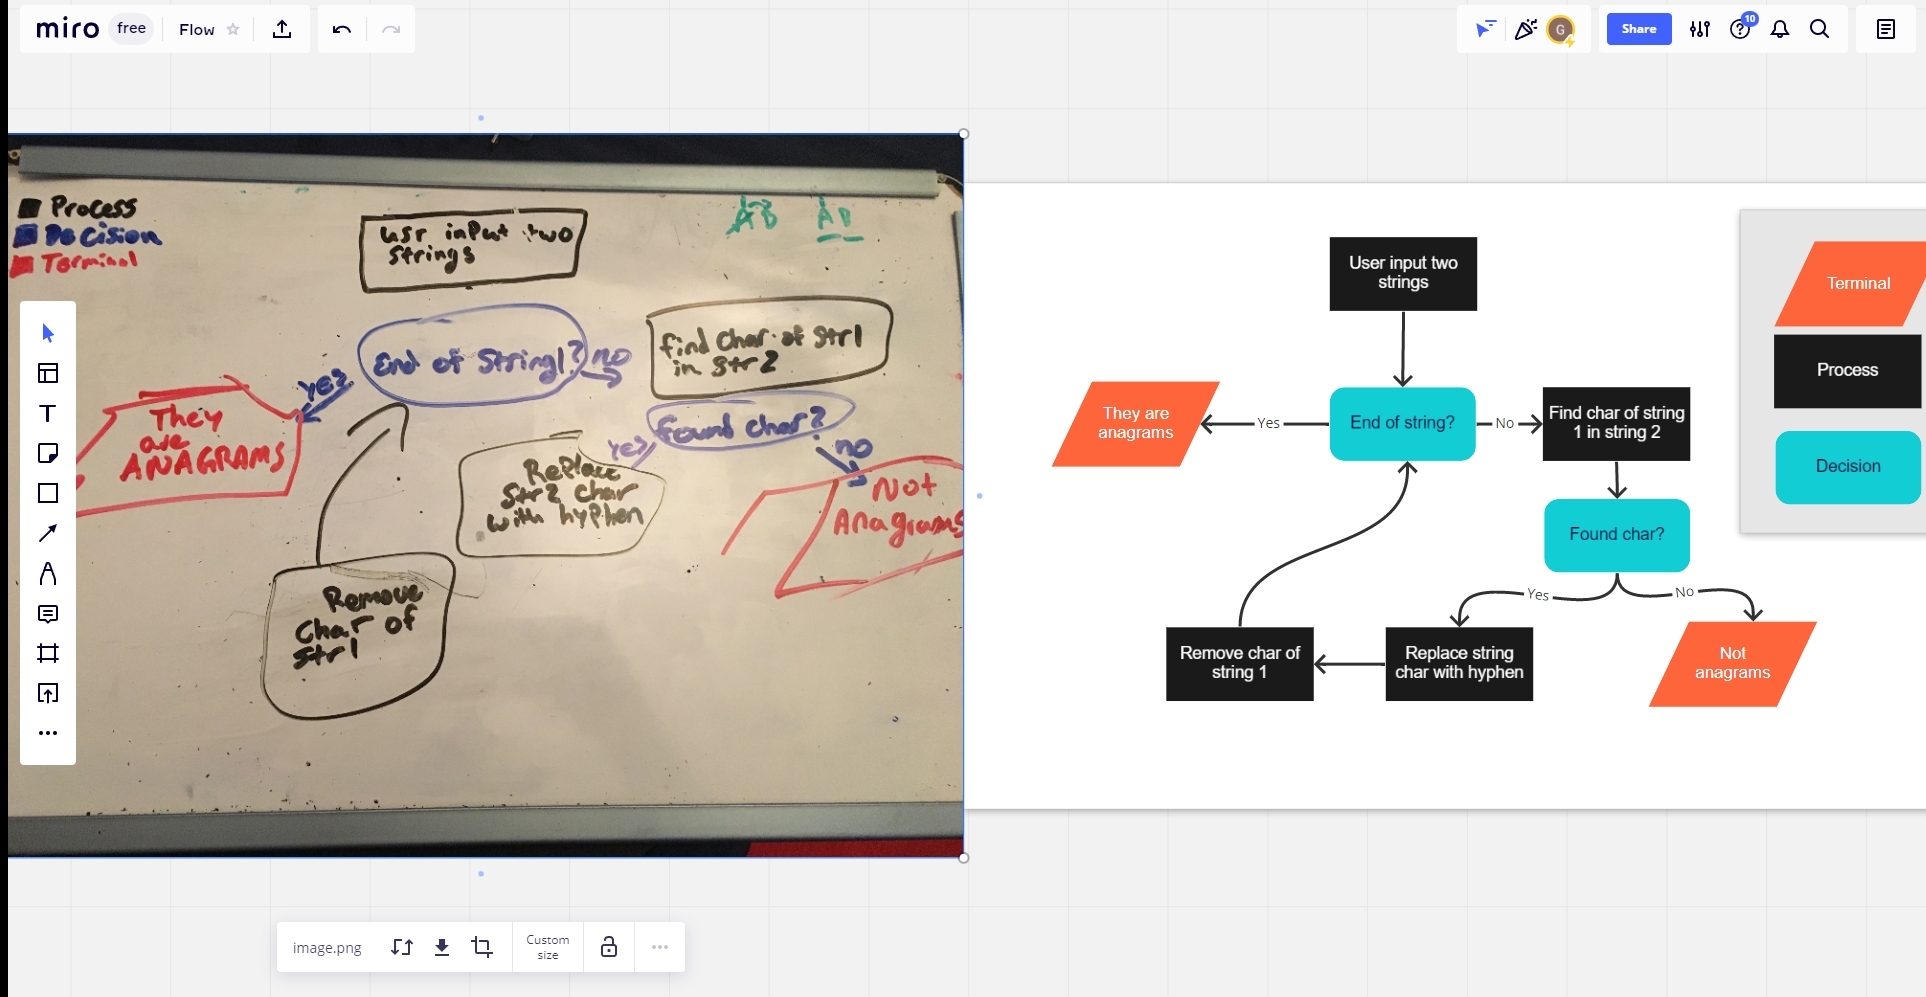 miro
free
Flow
Share
10
G
Process
Decision
Terminal
usr input two
strings
AB AB
End of String1?
no
find char of str1
in str2
yes
They
are
ANAGRAMS
found char?
yes
no
Replace
Str2 char
with hyphen
Not
Anagrams
Remove
Char of
str1
User input two
strings
They are
anagrams
Yes
End of string?
No
Find char of string
1 in string 2
Found char?
Yes
No
Remove char of
string 1
Replace string
char with hyphen
Not
anagrams
Terminal
Process
Decision
image.png
Custom
size